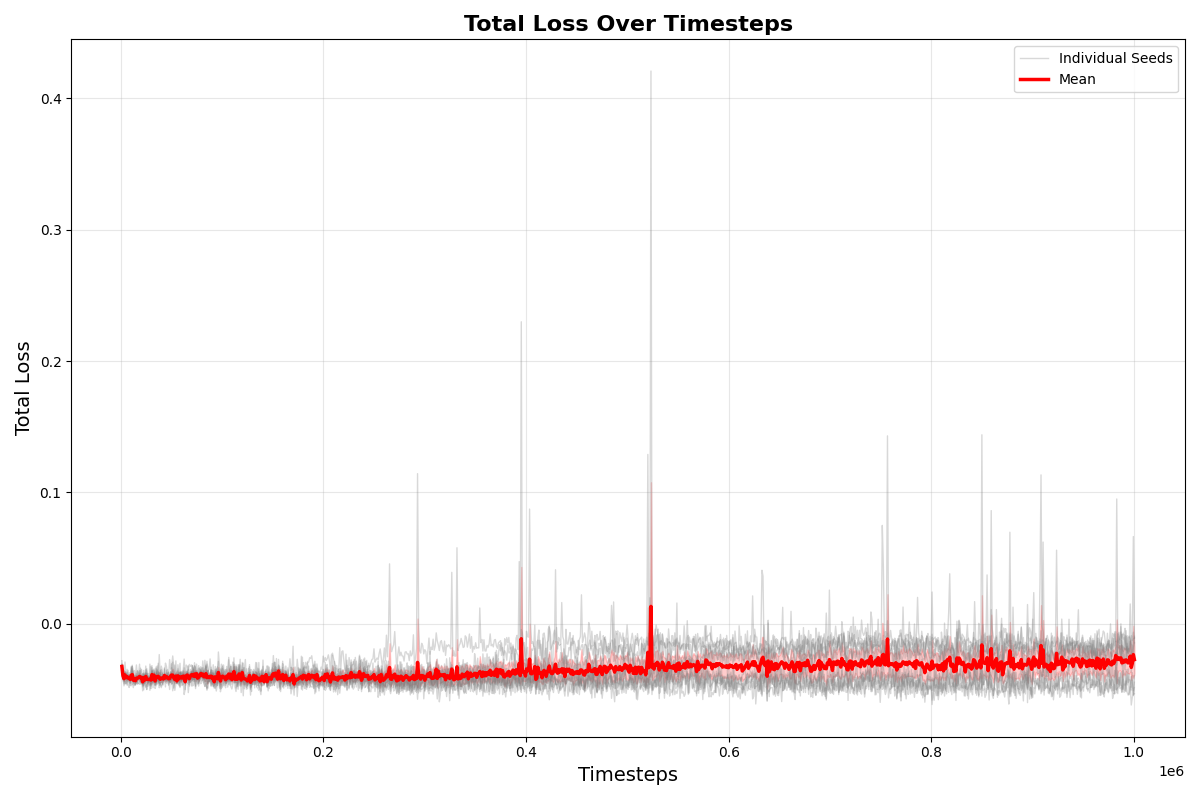 Total Loss Over Timesteps
Individual Seeds
Mean
Total Loss
0.4
0.3
0.2
0.1
0.0
0.0 0.2 0.4 0.6 0.8 1.0
1e6
Timesteps